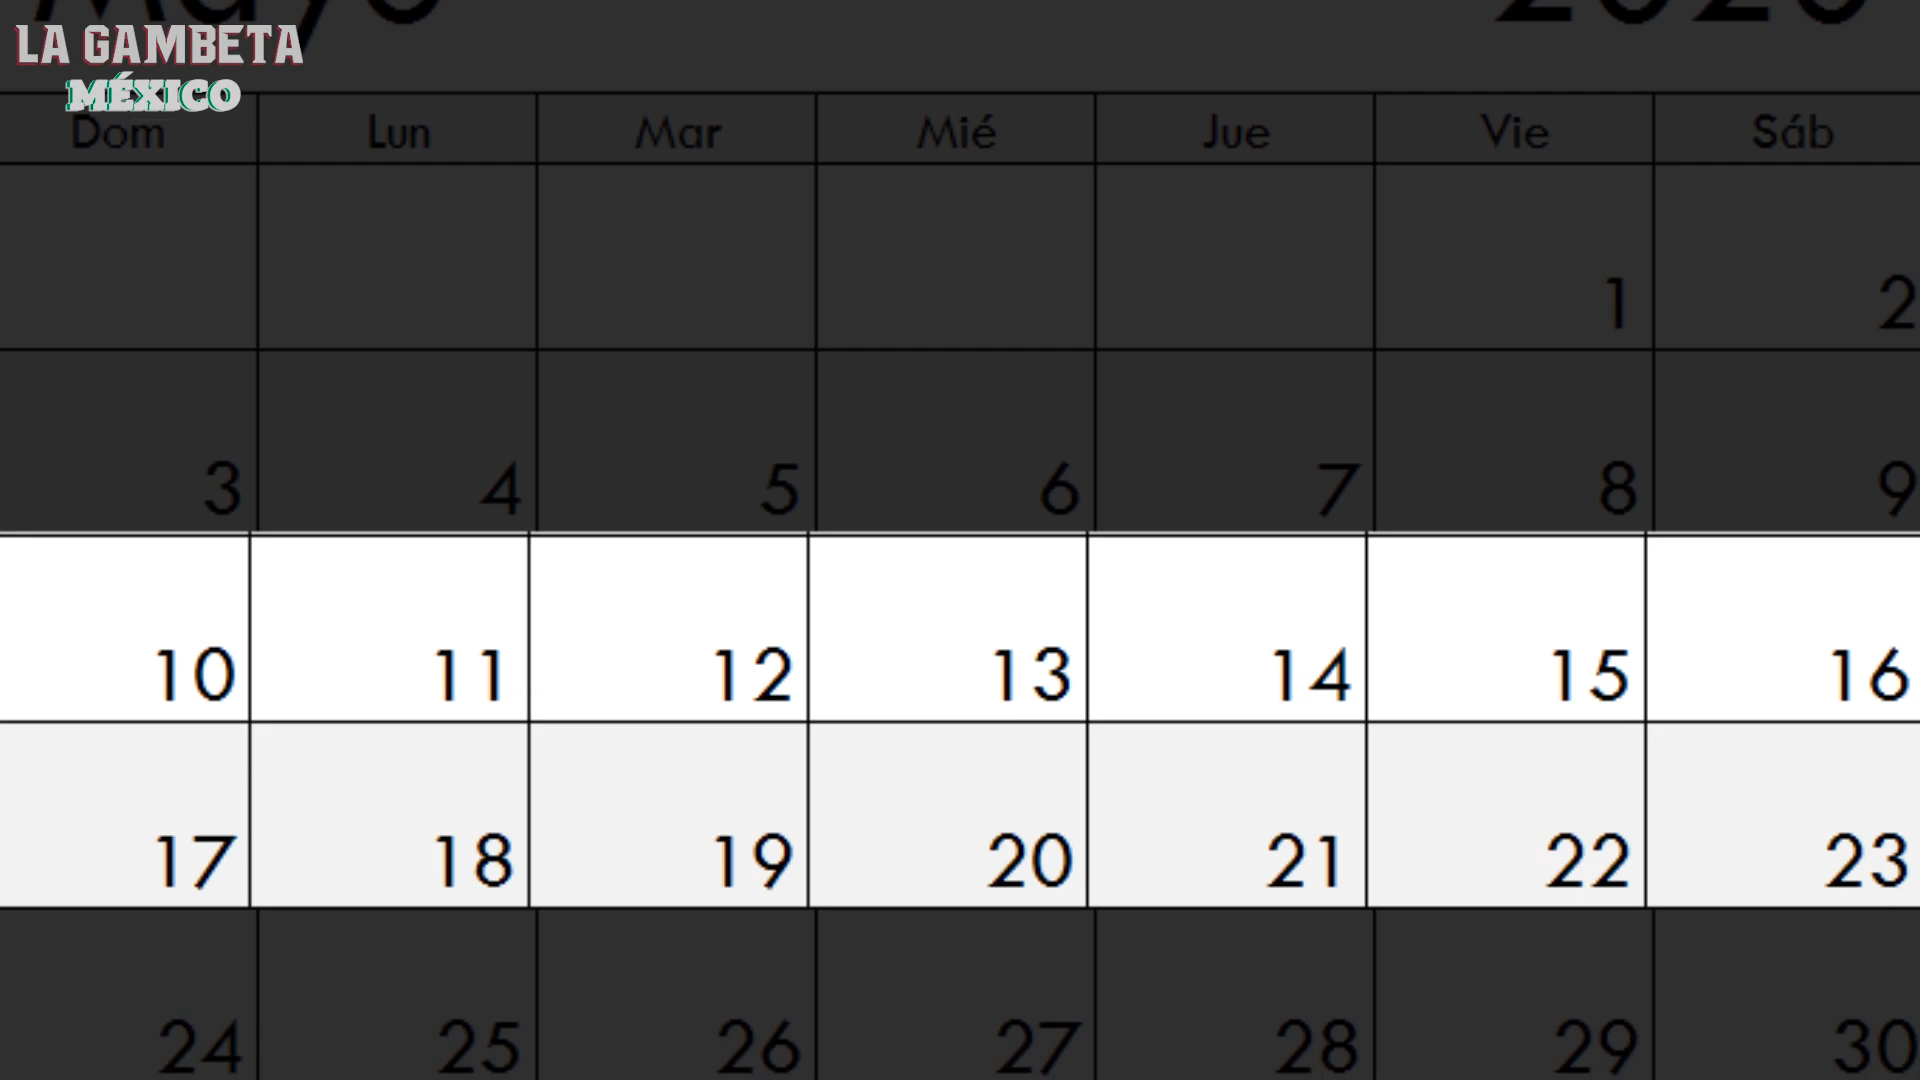 Mayo
LA GAMBETA
MÉXICO
Dom Lun Mar Mié Jue Vie Sáb
1 2
3 4 5 6 7 8 9
10 11 12 13 14 15 16
17 18 19 20 21 22 23
24 25 26 27 28 29 30